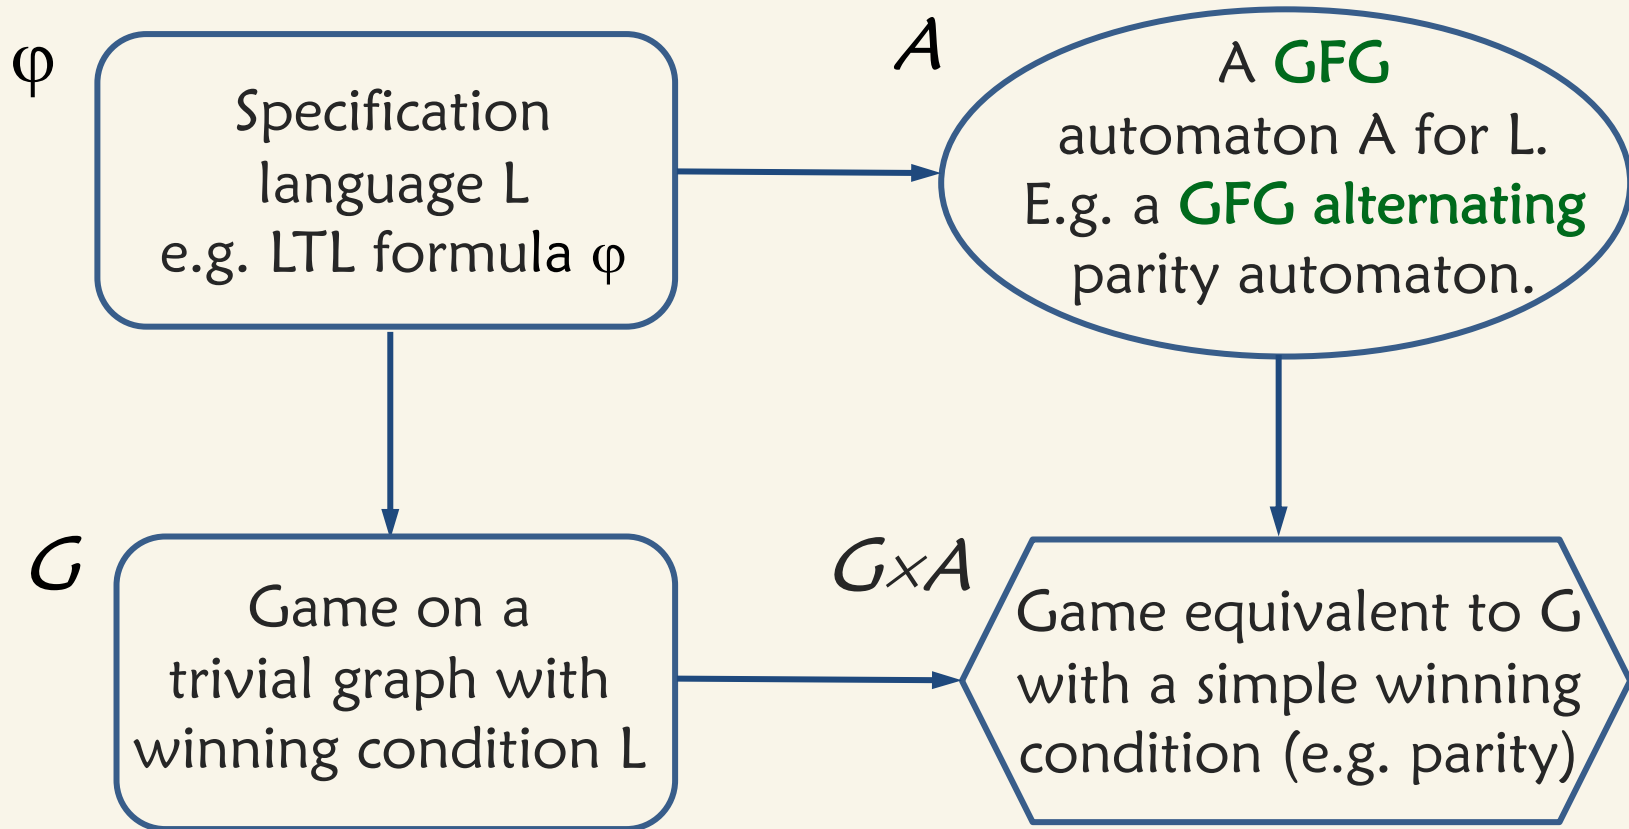 φ
Specification
language L
e.g. LTL formula φ
A
A GFG
automaton A for L.
E.g. a GFG alternating
parity automaton.
G
Game on a
trivial graph with
winning condition L
G×A
Game equivalent to G
with a simple winning
condition (e.g. parity)